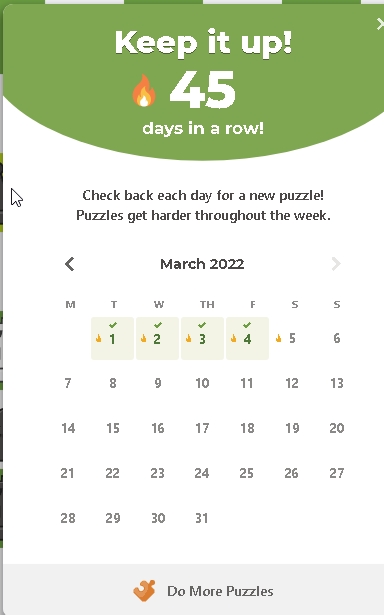 Keep it up!
45
days in a row!
Check back each day for a new puzzle!
Puzzles get harder throughout the week.
March 2022
M T W TH F S S
1 2 3 4 5 6
7 8 9 10 11 12 13
14 15 16 17 18 19 20
21 22 23 24 25 26 27
28 29 30 31
Do More Puzzles